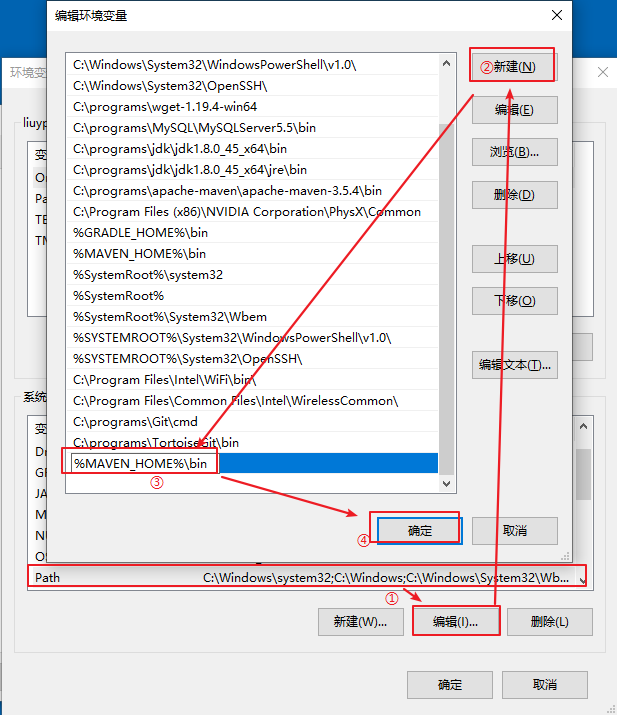 编辑环境变量
环境变
C:\Windows\System32\WindowsPowerShell\v1.0\
C:\Windows\System32\OpenSSH\
C:\programs\wget-1.19.4-win64
C:\programs\MySQL\MySQLServer5.5\bin
C:\programs\jdk\jdk1.8.0_45_x64\bin
C:\programs\jdk\jdk1.8.0_45_x64\jre\bin
C:\programs\apache-maven\apache-maven-3.5.4\bin
C:\Program Files (x86)\NVIDIA Corporation\PhysX\Common
%GRADLE_HOME%\bin
%MAVEN_HOME%\bin
%SystemRoot%\system32
%SystemRoot%
%SystemRoot%\System32\Wbem
%SYSTEMROOT%\System32\WindowsPowerShell\v1.0\
%SYSTEMROOT%\System32\OpenSSH\
C:\Program Files\Intel\WiFi\bin\
C:\Program Files\Common Files\Intel\WirelessCommon\
C:\programs\Git\cmd
C:\programs\TortoiseGit\bin
%MAVEN_HOME%\bin
③
②新建(N)
编辑(E)
浏览(B)...
删除(D)
上移(U)
下移(O)
编辑文本(T)...
④
确定
取消
liuyp
变
On
Pa
TE
TM
系统
变
Dr
GR
JA
M
NU
OS
Path C:\Windows\system32;C:\Windows;C:\Windows\System32\Wb...
①
新建(W)...
编辑(I)...
删除(L)
确定
取消